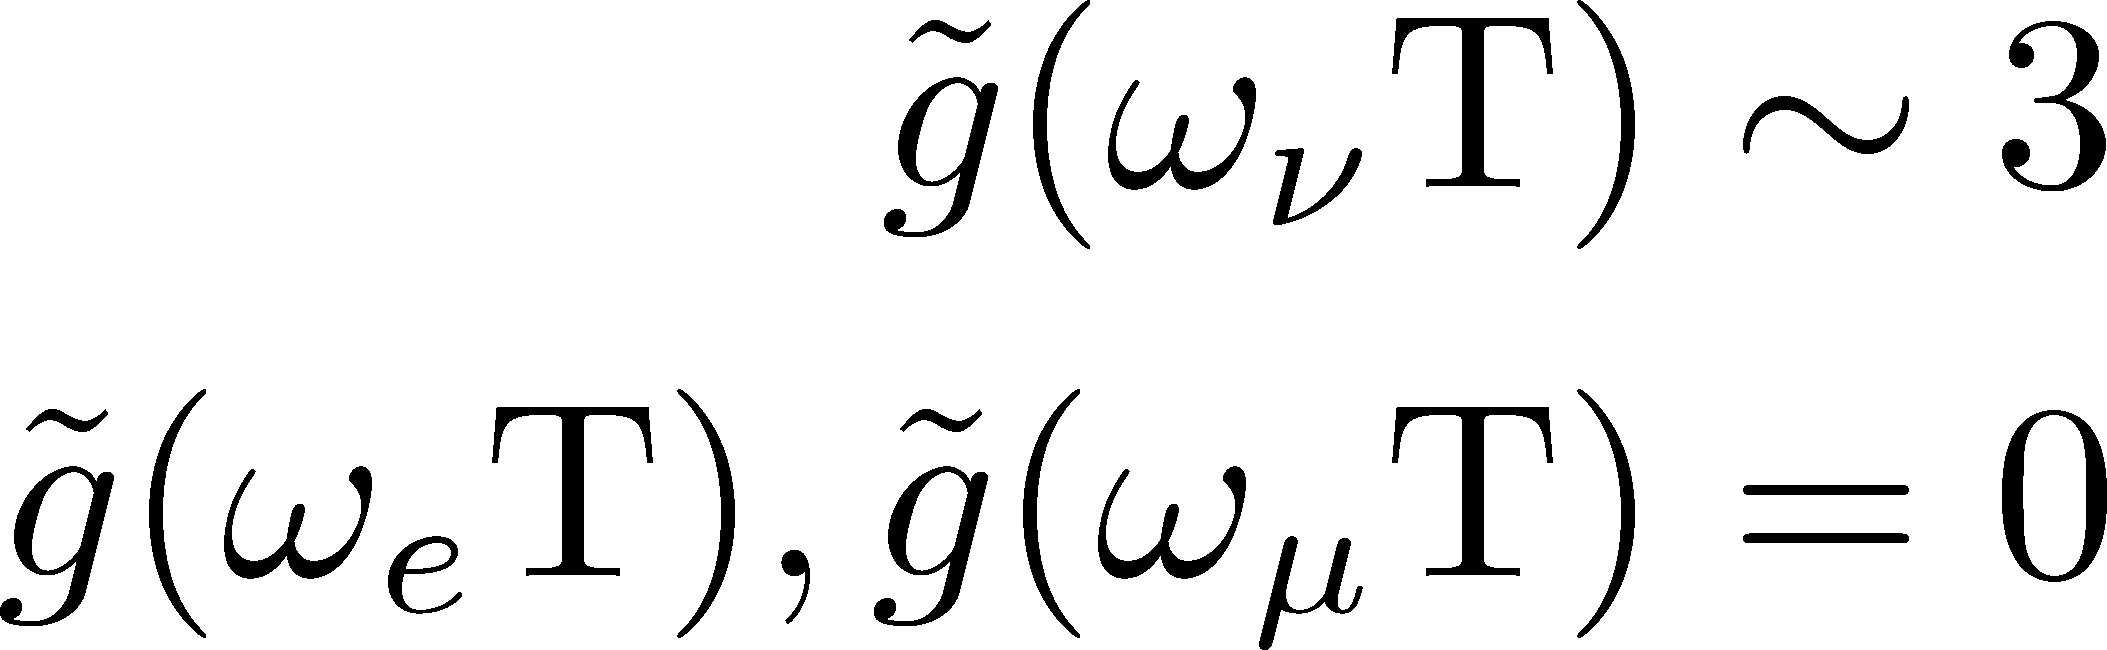 g̃(ω_ν T) ∼ 3
g̃(ω_e T), g̃(ω_μ T) = 0